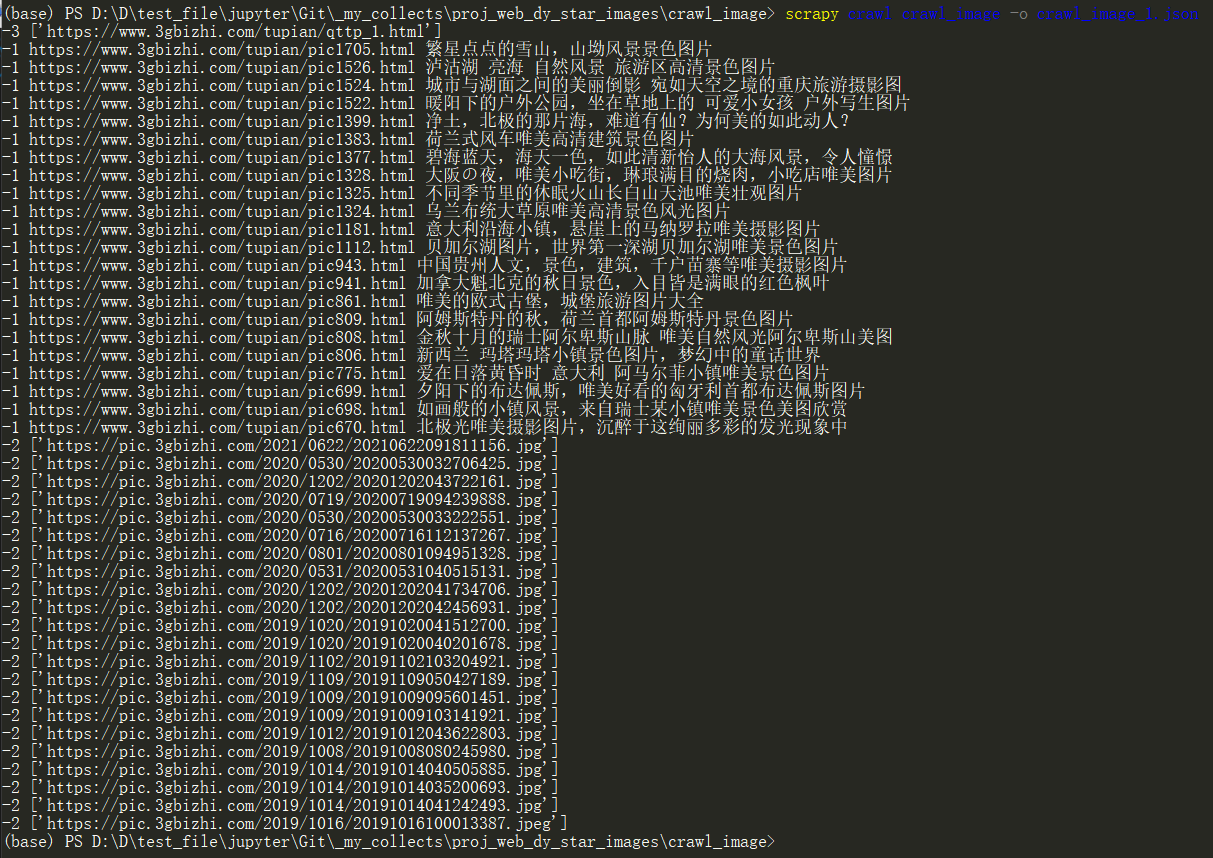 (base) PS D:\D\test_file\jupyter\Git\_my_collects\proj_web_dy_star_images\crawl_image> scrapy crawl crawl_image -o crawl_image_1.json
-3 ['https://www.3gbizhi.com/tupian/qttp_1.html']
-1 https://www.3gbizhi.com/tupian/pic1705.html 繁星点点的雪山，山坳风景景色图片
-1 https://www.3gbizhi.com/tupian/pic1526.html 泸沽湖 亮海 自然风景 旅游区高清景色图片
-1 https://www.3gbizhi.com/tupian/pic1524.html 城市与湖面之间的美丽倒影 宛如天空之境的重庆旅游摄影图
-1 https://www.3gbizhi.com/tupian/pic1522.html 暖阳下的户外公园，坐在草地上的 可爱小女孩 户外写生图片
-1 https://www.3gbizhi.com/tupian/pic1399.html 净土，北极的那片海，难道有仙？为何美的如此动人？
-1 https://www.3gbizhi.com/tupian/pic1383.html 荷兰式风车唯美高清建筑景色图片
-1 https://www.3gbizhi.com/tupian/pic1377.html 碧海蓝天，海天一色，如此清新怡人的大海风景，令人憧憬
-1 https://www.3gbizhi.com/tupian/pic1328.html 大阪の夜，唯美小吃街，琳琅满目的烧肉，小吃店唯美图片
-1 https://www.3gbizhi.com/tupian/pic1325.html 不同季节里的休眠火山长白山天池唯美壮观图片
-1 https://www.3gbizhi.com/tupian/pic1324.html 乌兰布统大草原唯美高清景色风光图片
-1 https://www.3gbizhi.com/tupian/pic1181.html 意大利沿海小镇，悬崖上的马纳罗拉唯美摄影图片
-1 https://www.3gbizhi.com/tupian/pic1112.html 贝加尔湖图片，世界第一深湖贝加尔湖唯美景色图片
-1 https://www.3gbizhi.com/tupian/pic943.html 中国贵州人文，景色，建筑，千户苗寨等唯美摄影图片
-1 https://www.3gbizhi.com/tupian/pic941.html 加拿大魁北克的秋日景色，入目皆是满眼的红色枫叶
-1 https://www.3gbizhi.com/tupian/pic861.html 唯美的欧式古堡，城堡旅游图片大全
-1 https://www.3gbizhi.com/tupian/pic809.html 阿姆斯特丹的秋，荷兰首都阿姆斯特丹景色图片
-1 https://www.3gbizhi.com/tupian/pic808.html 金秋十月的瑞士阿尔卑斯山脉 唯美自然风光阿尔卑斯山美图
-1 https://www.3gbizhi.com/tupian/pic806.html 新西兰 玛塔玛塔小镇景色图片，梦幻中的童话世界
-1 https://www.3gbizhi.com/tupian/pic775.html 爱在日落黄昏时 意大利 阿马尔菲小镇唯美景色图片
-1 https://www.3gbizhi.com/tupian/pic699.html 夕阳下的布达佩斯，唯美好看的匈牙利首都布达佩斯图片
-1 https://www.3gbizhi.com/tupian/pic698.html 如画般的小镇风景，来自瑞士某小镇唯美景色美图欣赏
-1 https://www.3gbizhi.com/tupian/pic670.html 北极光唯美摄影图片，沉醉于这绚丽多彩的发光现象中
-2 ['https://pic.3gbizhi.com/2021/0622/20210622091811156.jpg']
-2 ['https://pic.3gbizhi.com/2020/0530/20200530032706425.jpg']
-2 ['https://pic.3gbizhi.com/2020/1202/20201202043722161.jpg']
-2 ['https://pic.3gbizhi.com/2020/0719/20200719094239888.jpg']
-2 ['https://pic.3gbizhi.com/2020/0530/20200530033222551.jpg']
-2 ['https://pic.3gbizhi.com/2020/0716/20200716112137267.jpg']
-2 ['https://pic.3gbizhi.com/2020/0801/20200801094951328.jpg']
-2 ['https://pic.3gbizhi.com/2020/0531/20200531040515131.jpg']
-2 ['https://pic.3gbizhi.com/2020/1202/20201202041734706.jpg']
-2 ['https://pic.3gbizhi.com/2020/1202/20201202042456931.jpg']
-2 ['https://pic.3gbizhi.com/2019/1020/20191020041512700.jpg']
-2 ['https://pic.3gbizhi.com/2019/1020/20191020040201678.jpg']
-2 ['https://pic.3gbizhi.com/2019/1102/20191102103204921.jpg']
-2 ['https://pic.3gbizhi.com/2019/1109/20191109050427189.jpg']
-2 ['https://pic.3gbizhi.com/2019/1009/20191009095601451.jpg']
-2 ['https://pic.3gbizhi.com/2019/1009/20191009103141921.jpg']
-2 ['https://pic.3gbizhi.com/2019/1012/20191012043622803.jpg']
-2 ['https://pic.3gbizhi.com/2019/1008/20191008080245980.jpg']
-2 ['https://pic.3gbizhi.com/2019/1014/20191014040505885.jpg']
-2 ['https://pic.3gbizhi.com/2019/1014/20191014035200693.jpg']
-2 ['https://pic.3gbizhi.com/2019/1014/20191014041242493.jpg']
-2 ['https://pic.3gbizhi.com/2019/1016/20191016100013387.jpeg']
(base) PS D:\D\test_file\jupyter\Git\_my_collects\proj_web_dy_star_images\crawl_image>